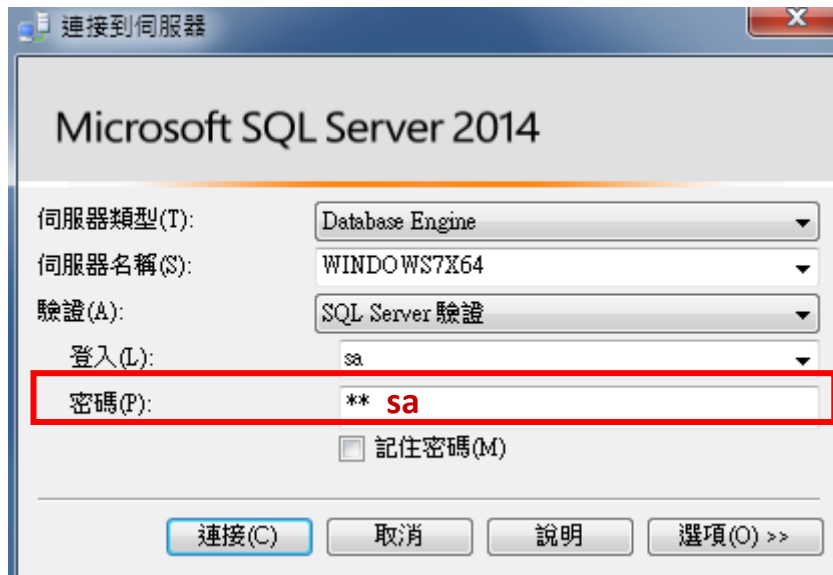 連接到伺服器
Microsoft SQL Server 2014
伺服器類型(T): Database Engine
伺服器名稱(S): WINDOWS7X64
驗證(A): SQL Server 驗證
登入(L): sa
密碼(P): ** sa
記住密碼(M)
連接(C) 取消 說明 選項(O) >>